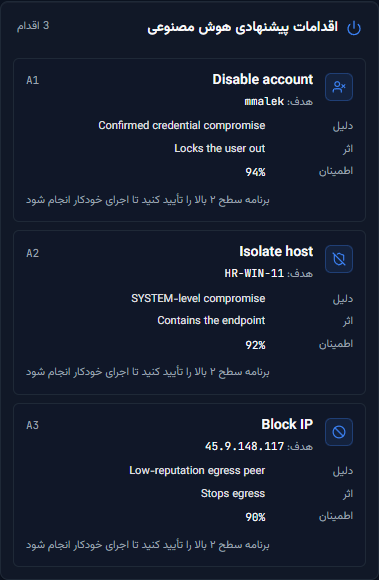 اقدامات پیشنهادی هوش مصنوعی
3 اقدام
Disable account
A1
هدف: mmalek
دلیل Confirmed credential compromise
اثر Locks the user out
اطمینان 94%
برنامه سطح ۲ بالا را تأیید کنید تا اجرای خودکار انجام شود
Isolate host
A2
هدف: HR-WIN-11
دلیل SYSTEM-level compromise
اثر Contains the endpoint
اطمینان 92%
برنامه سطح ۲ بالا را تأیید کنید تا اجرای خودکار انجام شود
Block IP
A3
هدف: 45.9.148.117
دلیل Low-reputation egress peer
اثر Stops egress
اطمینان 90%
برنامه سطح ۲ بالا را تأیید کنید تا اجرای خودکار انجام شود